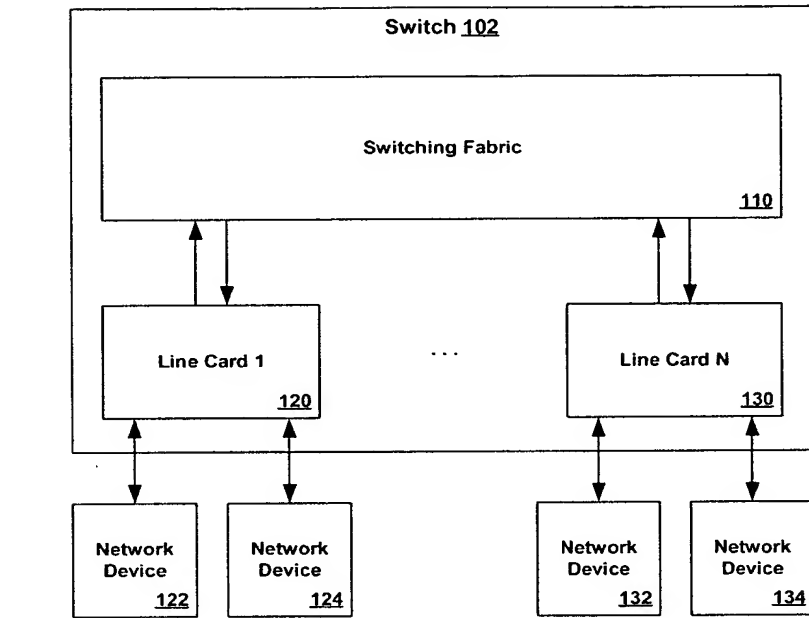 Switch 102
Switching Fabric
110
Line Card 1
120
...
Line Card N
130
Network
Device
122
Network
Device
124
Network
Device
132
Network
Device
134